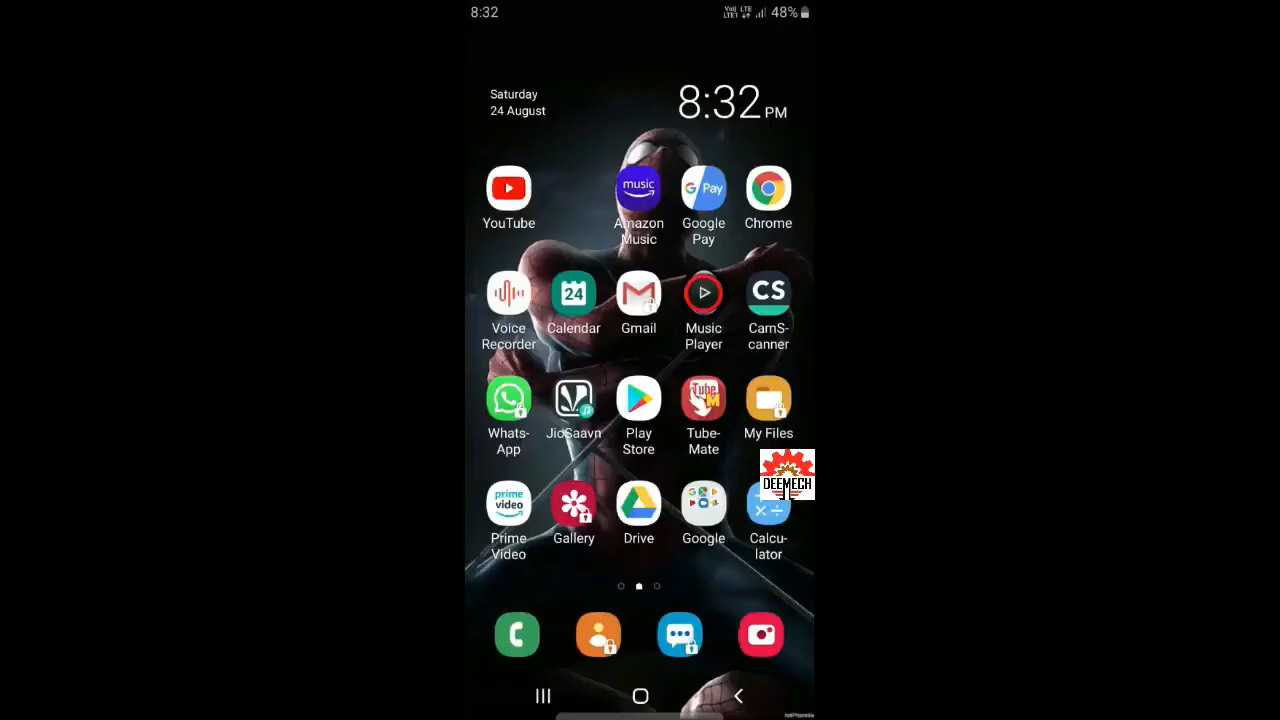 8:32
48%
Saturday
24 August
8:32 PM
music
G Pay
YouTube
Amazon
Music
Google
Pay
Chrome
24
CS
Voice
Recorder
Calendar
Gmail
Music
Player
CamS-
canner
Tube
M
Whats-
App
JioSaavn
Play
Store
Tube-
Mate
My Files
DEEMECH
prime
video
Prime
Video
Gallery
Drive
Google
Calcu-
lator